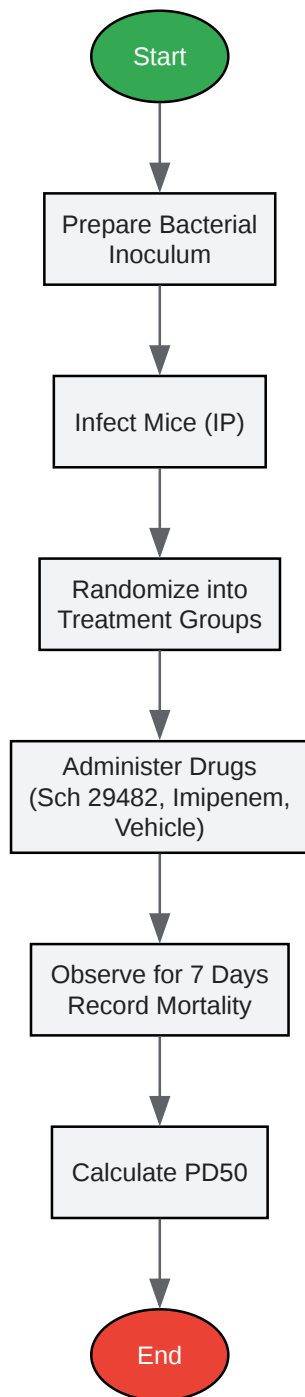 Start
Prepare Bacterial
Inoculum
Infect Mice (IP)
Randomize into
Treatment Groups
Administer Drugs
(Sch 29482, Imipenem,
Vehicle)
Observe for 7 Days
Record Mortality
Calculate PD50
End